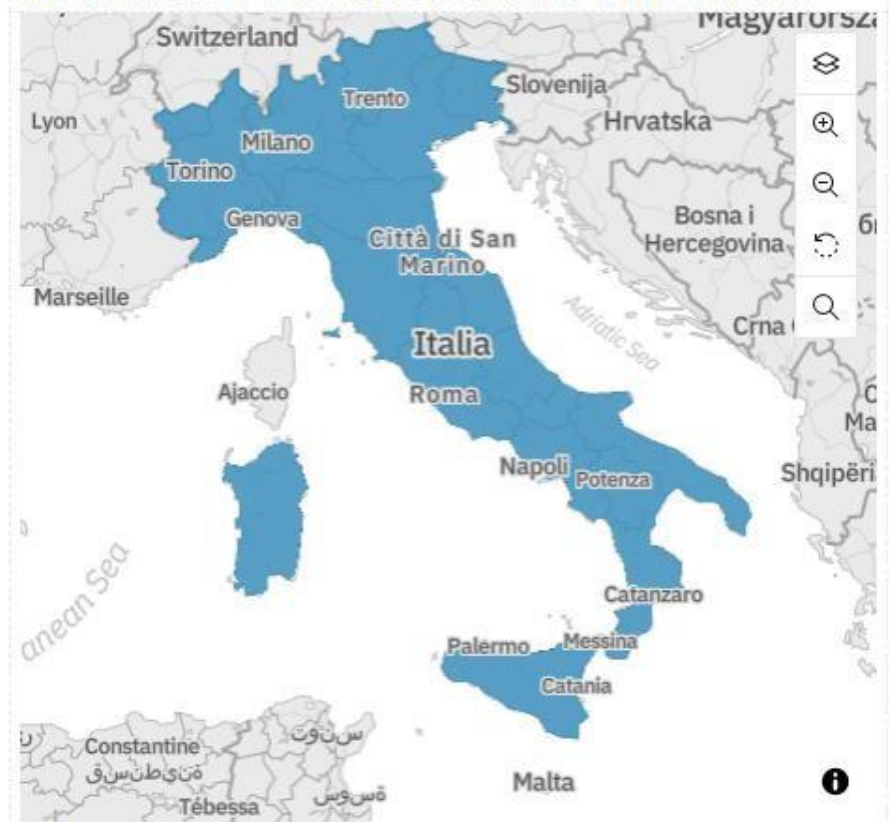 Magyarorsz
Switzerland
Slovenija
Trento
Lyon
Hrvatska
Milano
Torino
Bosna i
Hercegovina
Genova
Città di San
Marino
Marseille
Adriatic Sea
Crna
Italia
Ajaccio
Roma
Ma
Napoli
Potenza
Shqipëri
anean Sea
Catanzaro
Palermo
Messina
Catania
Constantine
Malta
Tébessa